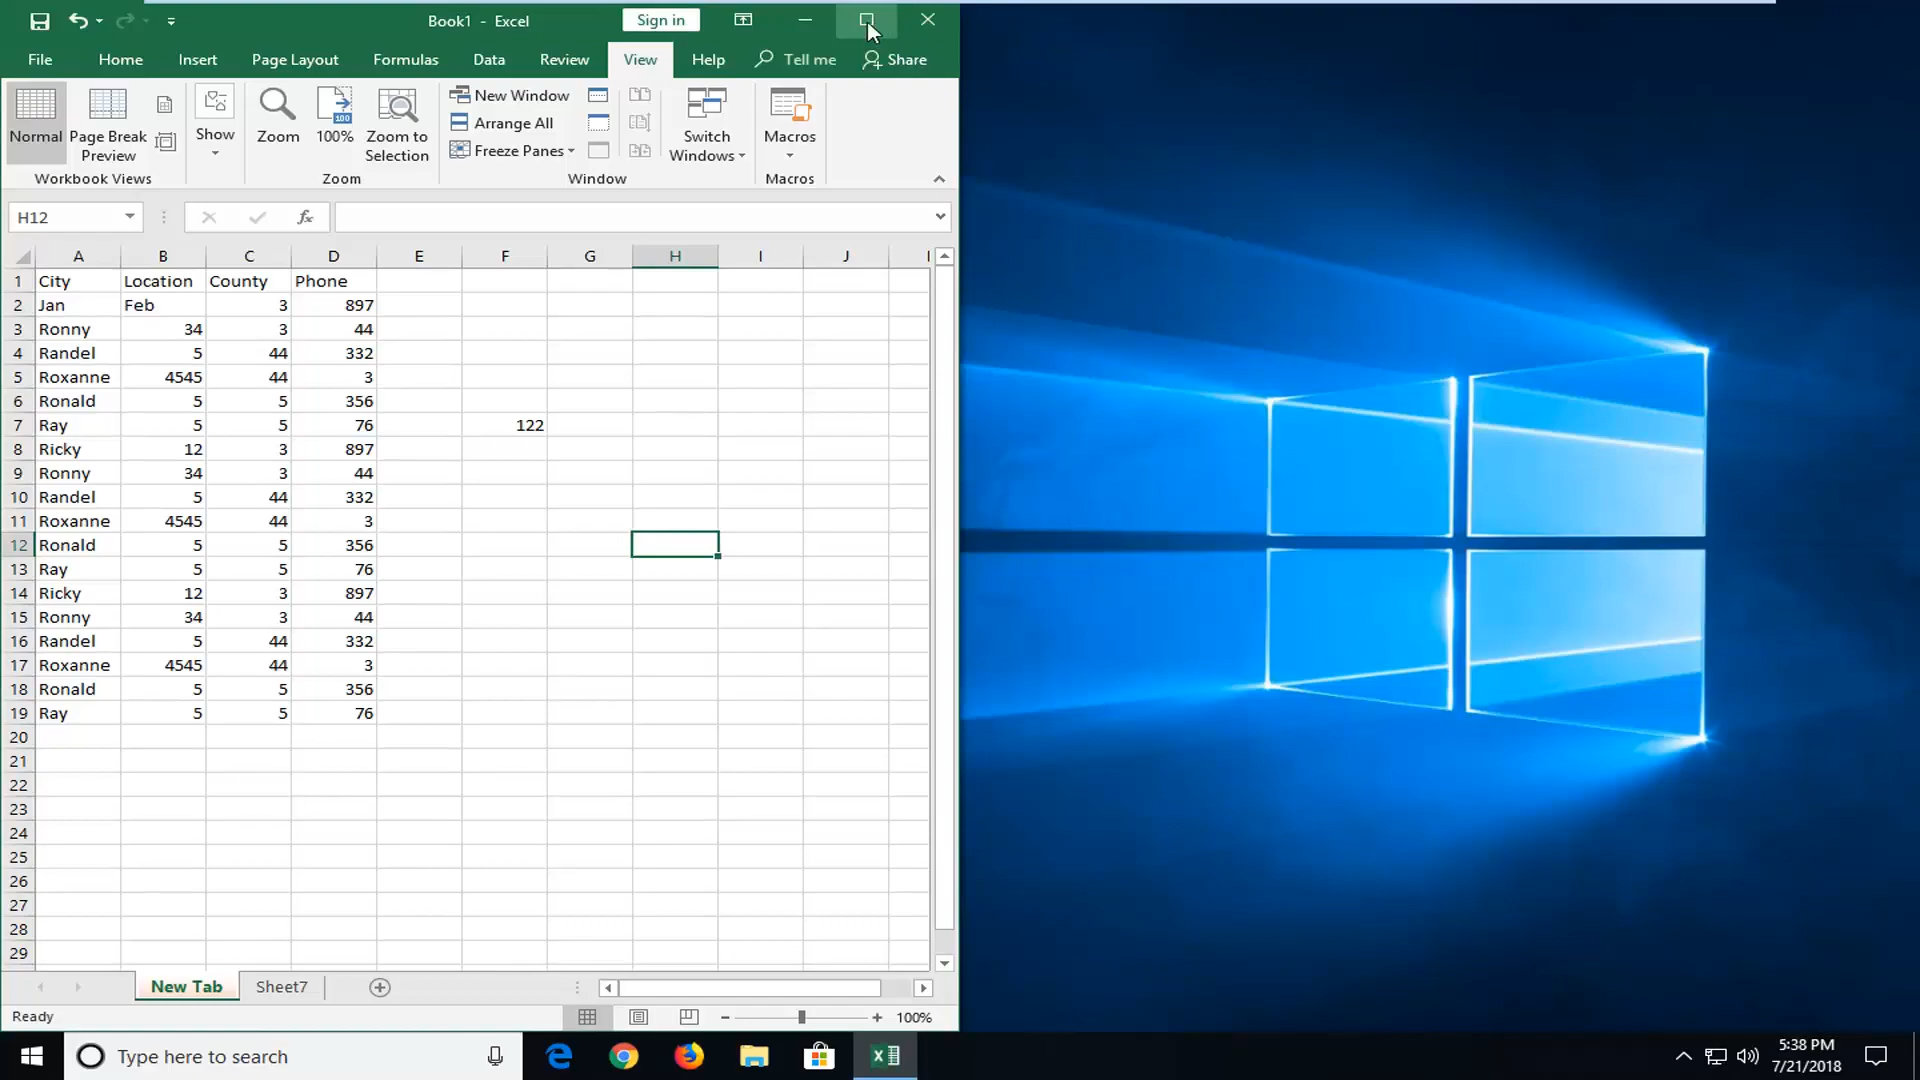 Book1 - Excel
Sign in
File Home Insert Page Layout Formulas Data Review View Help Tell me Share
Normal
Page Break Preview
Show
Zoom
100
100%
Zoom to Selection
New Window
Arrange All
Freeze Panes
Switch Windows
Macros
Workbook Views Zoom Window Macros
H12 fx
A B C D E F G H I J
1 City Location County Phone
2 Jan Feb 3 897
3 Ronny 34 3 44
4 Randel 5 44 332
5 Roxanne 4545 44 3
6 Ronald 5 5 356
7 Ray 5 5 76 122
8 Ricky 12 3 897
9 Ronny 34 3 44
10 Randel 5 44 332
11 Roxanne 4545 44 3
12 Ronald 5 5 356
13 Ray 5 5 76
14 Ricky 12 3 897
15 Ronny 34 3 44
16 Randel 5 44 332
17 Roxanne 4545 44 3
18 Ronald 5 5 356
19 Ray 5 5 76
20
21
22
23
24
25
26
27
28
29
New Tab Sheet7
Ready 100%
Type here to search
5:38 PM
7/21/2018